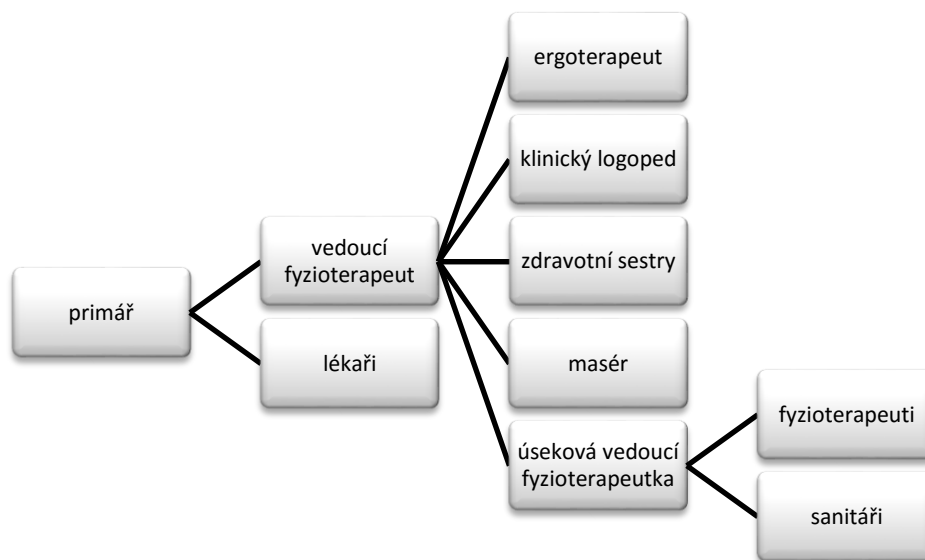 ergoterapeut
klinický logoped
vedoucí
fyzioterapeut
zdravotní sestry
primář
lékaři
masér
úseková vedoucí
fyzioterapeutka
fyzioterapeuti
sanitáři